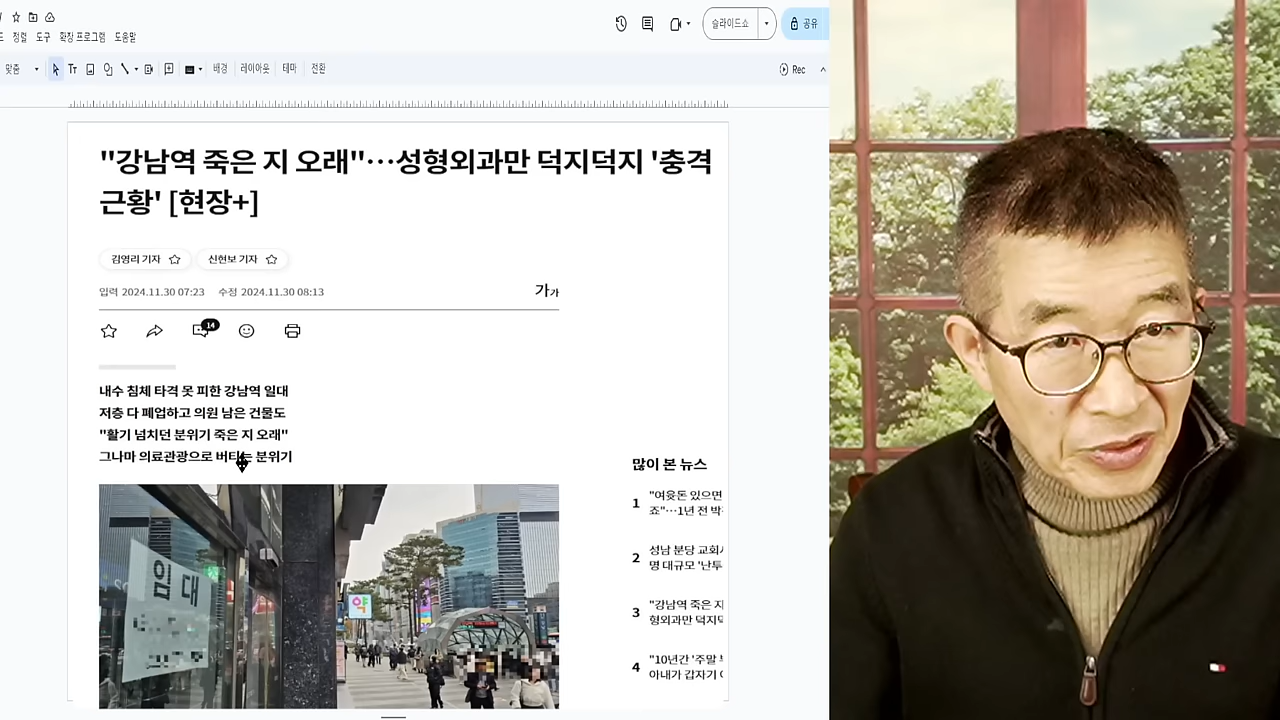 정렬 도구 확장 프로그램 도움말
슬라이드쇼
공유
맞춤
배경 레이아웃 테마 전환
Rec
"강남역 죽은 지 오래"…성형외과만 덕지덕지 '충격
근황' [현장+]
김영리 기자
신현보 기자
입력 2024.11.30 07:23 수정 2024.11.30 08:13
가가
14
내수 침체 타격 못 피한 강남역 일대
저층 다 폐업하고 의원 남은 건물도
"활기 넘치던 분위기 죽은 지 오래"
그나마 의료관광으로 버티는 분위기
임대
약
많이 본 뉴스
1 "여윳돈 있으면
죠"…1년 전 박
2 성남 분당 교회
명 대규모 '난투
3 "강남역 죽은 지
형외과만 덕지
4 "10년간 '주말
아내가 갑자기